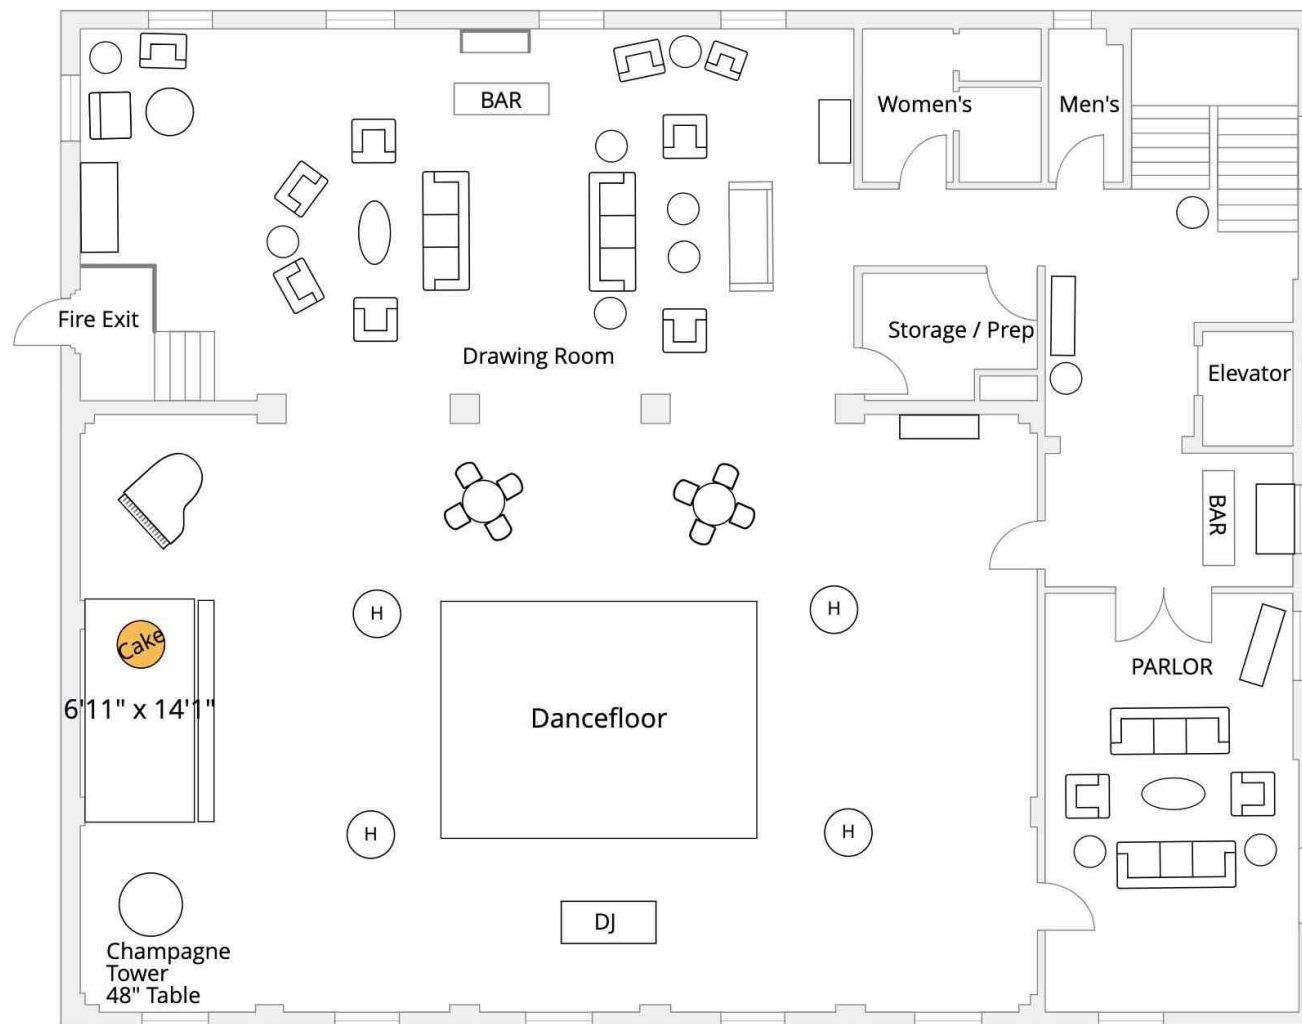 BAR
Women's
Men's
Fire Exit
Storage / Prep
Drawing Room
Elevator
BAR
H
H
Cake
PARLOR
6'11" x 14'1"
Dancefloor
H
H
DJ
Champagne
Tower
48" Table